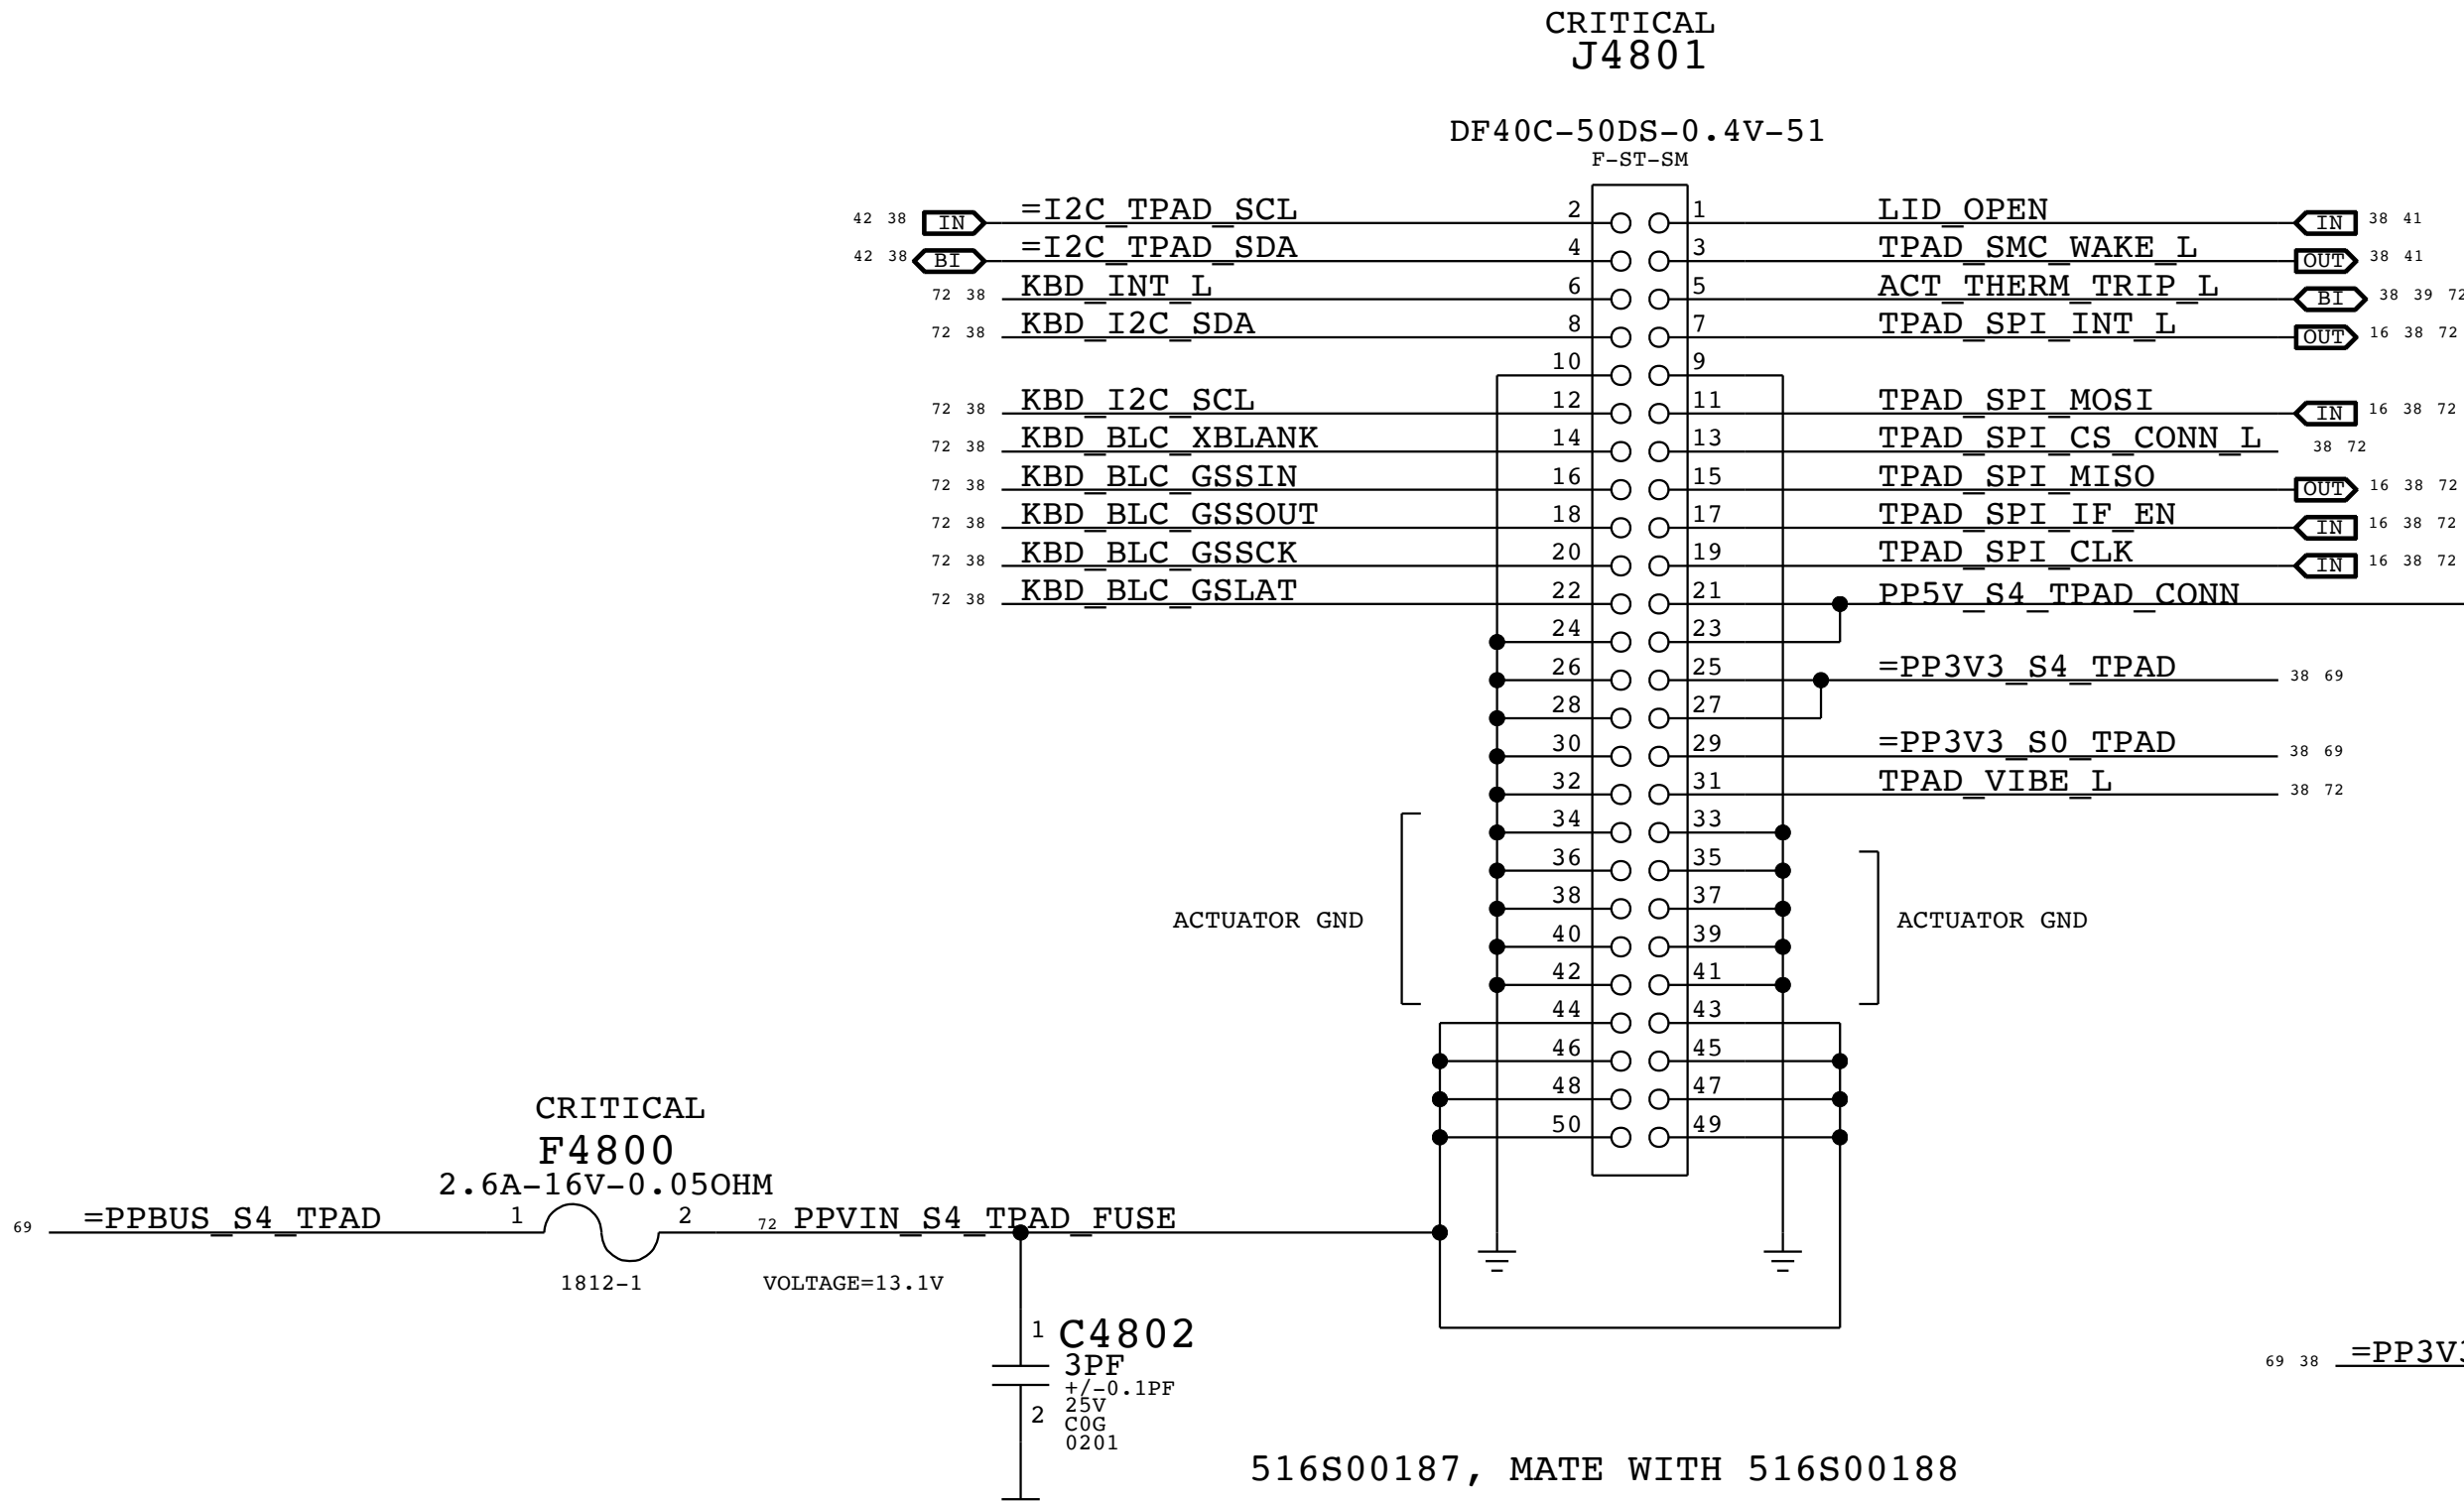 CRITICAL
J4801
DF40C-50DS-0.4V-51
F-ST-SM
42 38 IN =I2C_TPAD_SCL 2 1 LID_OPEN IN 38 41
42 38 BI =I2C_TPAD_SDA 4 3 TPAD_SMC_WAKE_L OUT 38 41
72 38 KBD_INT_L 6 5 ACT_THERM_TRIP_L BI 38 39 72
72 38 KBD_I2C_SDA 8 7 TPAD_SPI_INT_L OUT 16 38 72
10 9
72 38 KBD_I2C_SCL 12 11 TPAD_SPI_MOSI IN 16 38 72
72 38 KBD_BLC_XBLANK 14 13 TPAD_SPI_CS_CONN_L 38 72
72 38 KBD_BLC_GSSIN 16 15 TPAD_SPI_MISO OUT 16 38 72
72 38 KBD_BLC_GSSOUT 18 17 TPAD_SPI_IF_EN IN 16 38 72
72 38 KBD_BLC_GSSCK 20 19 TPAD_SPI_CLK IN 16 38 72
72 38 KBD_BLC_GSLAT 22 21 PP5V_S4_TPAD_CONN
24 23
26 25 =PP3V3_S4_TPAD 38 69
28 27
30 29 =PP3V3_S0_TPAD 38 69
32 31 TPAD_VIBE_L 38 72
34 33
36 35
38 37
ACTUATOR GND ACTUATOR GND
40 39
42 41
44 43
46 45
48 47
50 49
CRITICAL
F4800
2.6A-16V-0.05OHM
69 =PPBUS_S4_TPAD 1 2 72 PPVIN_S4_TPAD_FUSE
1812-1 VOLTAGE=13.1V
1 C4802
3PF
+/-0.1PF
25V
2 C0G
0201
69 38 =PP3V3
516S00187, MATE WITH 516S00188